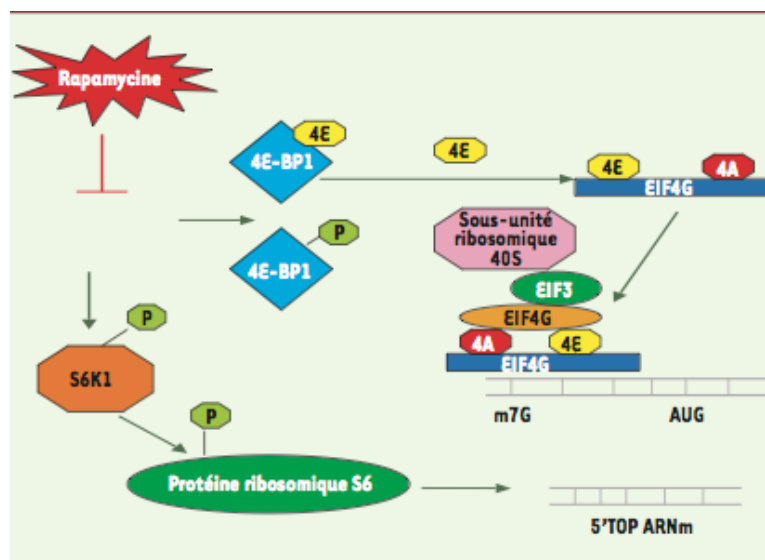 Rapamycine
4E
4E-BP1
4E
4E
4A
EIF4G
P
4E-BP1
Sous-unité
ribosomique
40S
EIF3
EIF4G
4A
4E
EIF4G
m7G
AUG
P
S6K1
P
Protéine ribosomique S6
5'TOP ARNm